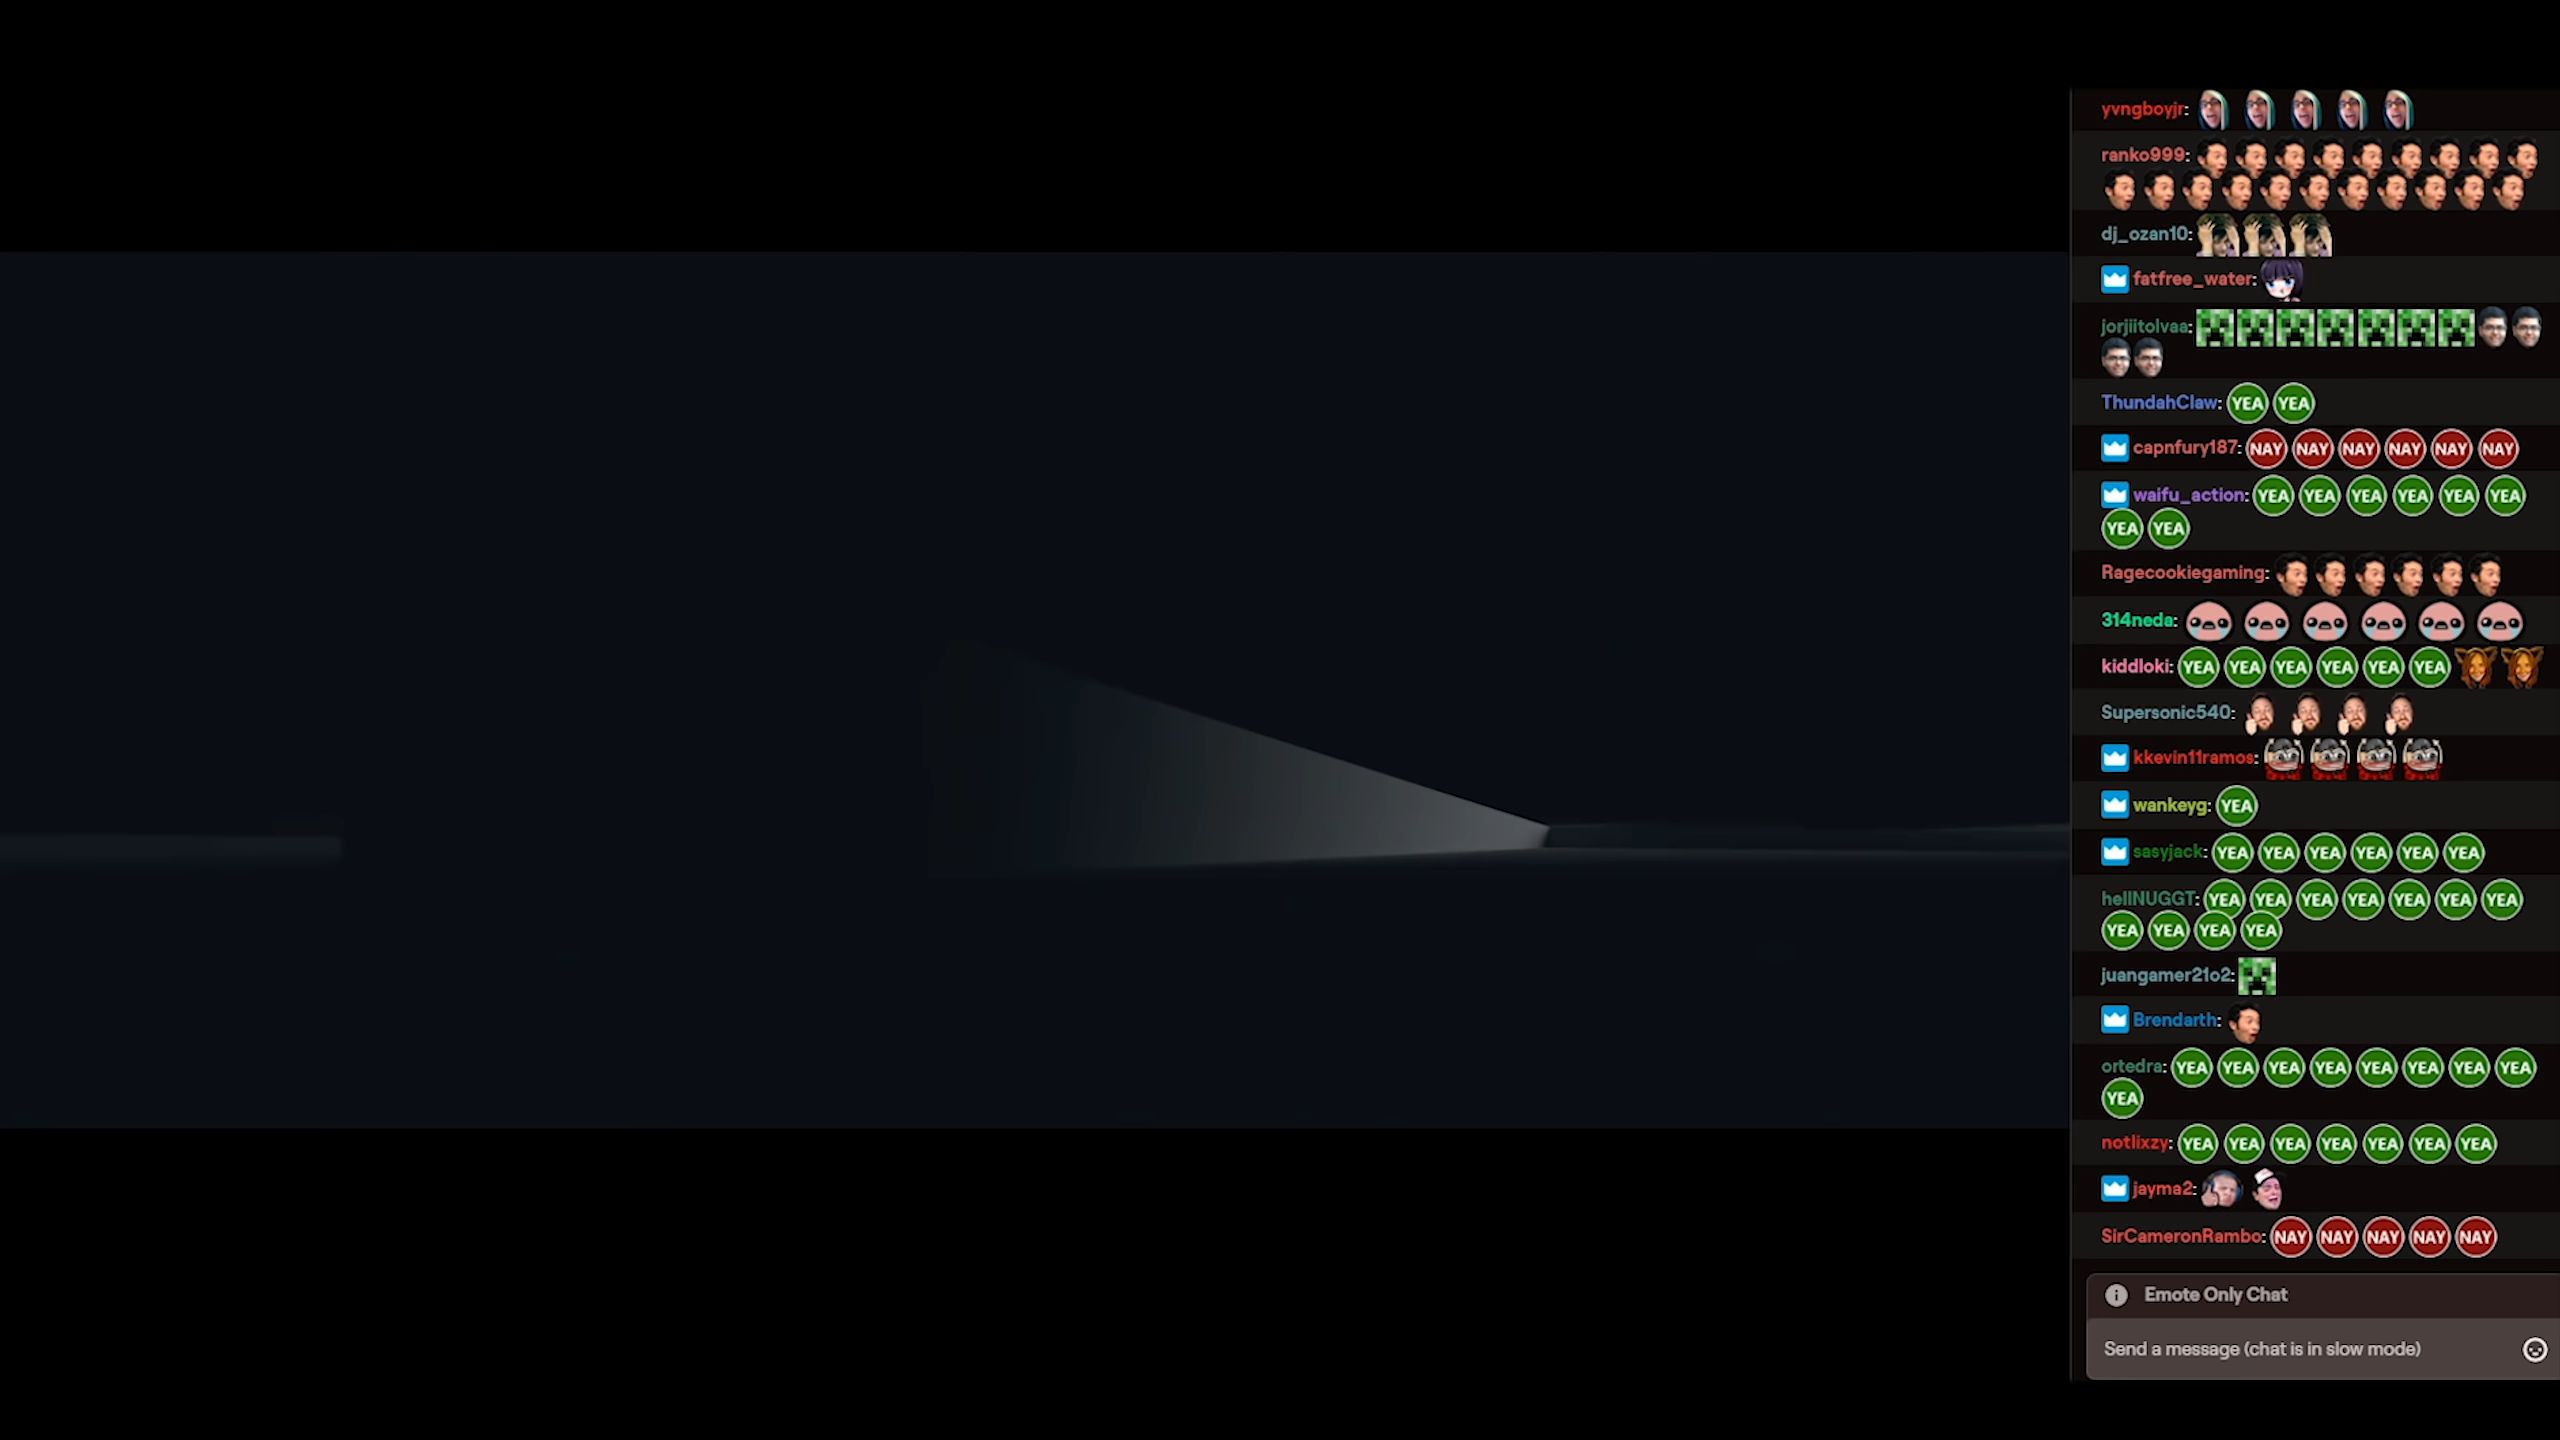 yvngboyjr:
ranko999:
dj_ozan10:
fatfree_water:
jorjiitolvaa:
ThundahClaw: YEA YEA
capnfury187: NAY NAY NAY NAY NAY NAY
waifu_action: YEA YEA YEA YEA YEA YEA
YEA YEA
Ragecookiegaming:
314neda:
kiddloki: YEA YEA YEA YEA YEA YEA
Supersonic540:
kkevin11ramos:
wankeyg: YEA
sasyjack: YEA YEA YEA YEA YEA YEA
hellNUGGT: YEA YEA YEA YEA YEA YEA YEA
YEA YEA YEA YEA
juangamer21o2:
Brendarth:
ortedra: YEA YEA YEA YEA YEA YEA YEA YEA
YEA
notlixzy: YEA YEA YEA YEA YEA YEA YEA
jayma2:
SirCameronRambo: NAY NAY NAY NAY NAY
Emote Only Chat
Send a message (chat is in slow mode)